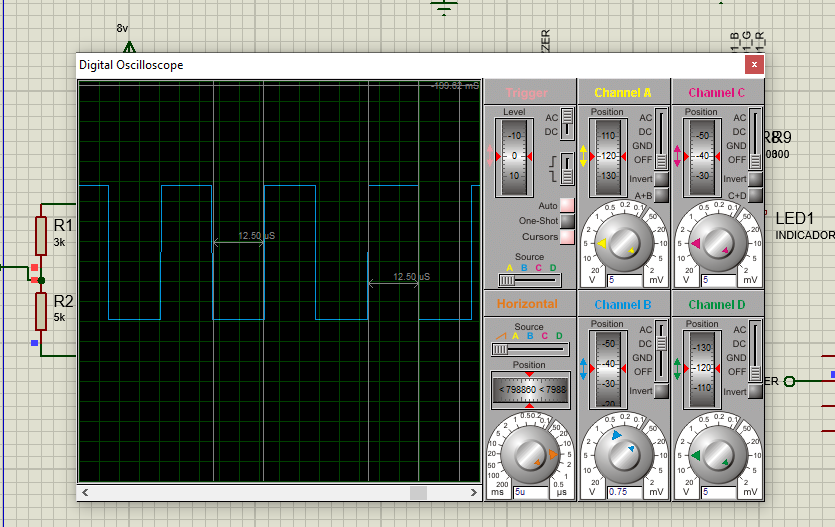 8v
ZER
1_B
1_G
1_R
Digital Oscilloscope
x
-199.82 mS
12.50 uS
12.50 uS
R1
3k
R2
5k
R9
LED1
INDICADOR
ER
Trigger
Level
-10
0
10
AC
DC
Auto
One-Shot
Cursors
Source
A B C D
Channel A
Position
-110
-120
-130
AC
DC
GND
OFF
Invert
A+B
20 10 5 2 1 0.5 0.2 0.1 50 20 10 5 2
V
5
mV
Channel C
Position
-50
-40
-30
AC
DC
GND
OFF
Invert
C+D
20 10 5 2 1 0.5 0.2 0.1 50 20 10 5 2
V
5
mV
Horizontal
Source
A B C D
Position
< 798860 < 7988
200 100 50 20 10 5 2 1 0.5 0.2 0.1 50 20 10 5 2 1 0.5
ms
5u
µs
Channel B
Position
-50
-40
-30
-20
AC
DC
GND
OFF
Invert
20 10 5 2 1 0.5 0.2 0.1 50 20 10 5 2
V
0.75
mV
Channel D
Position
-130
-120
-110
AC
DC
GND
OFF
Invert
20 10 5 2 1 0.5 0.2 0.1 50 20 10 5 2
V
5
mV